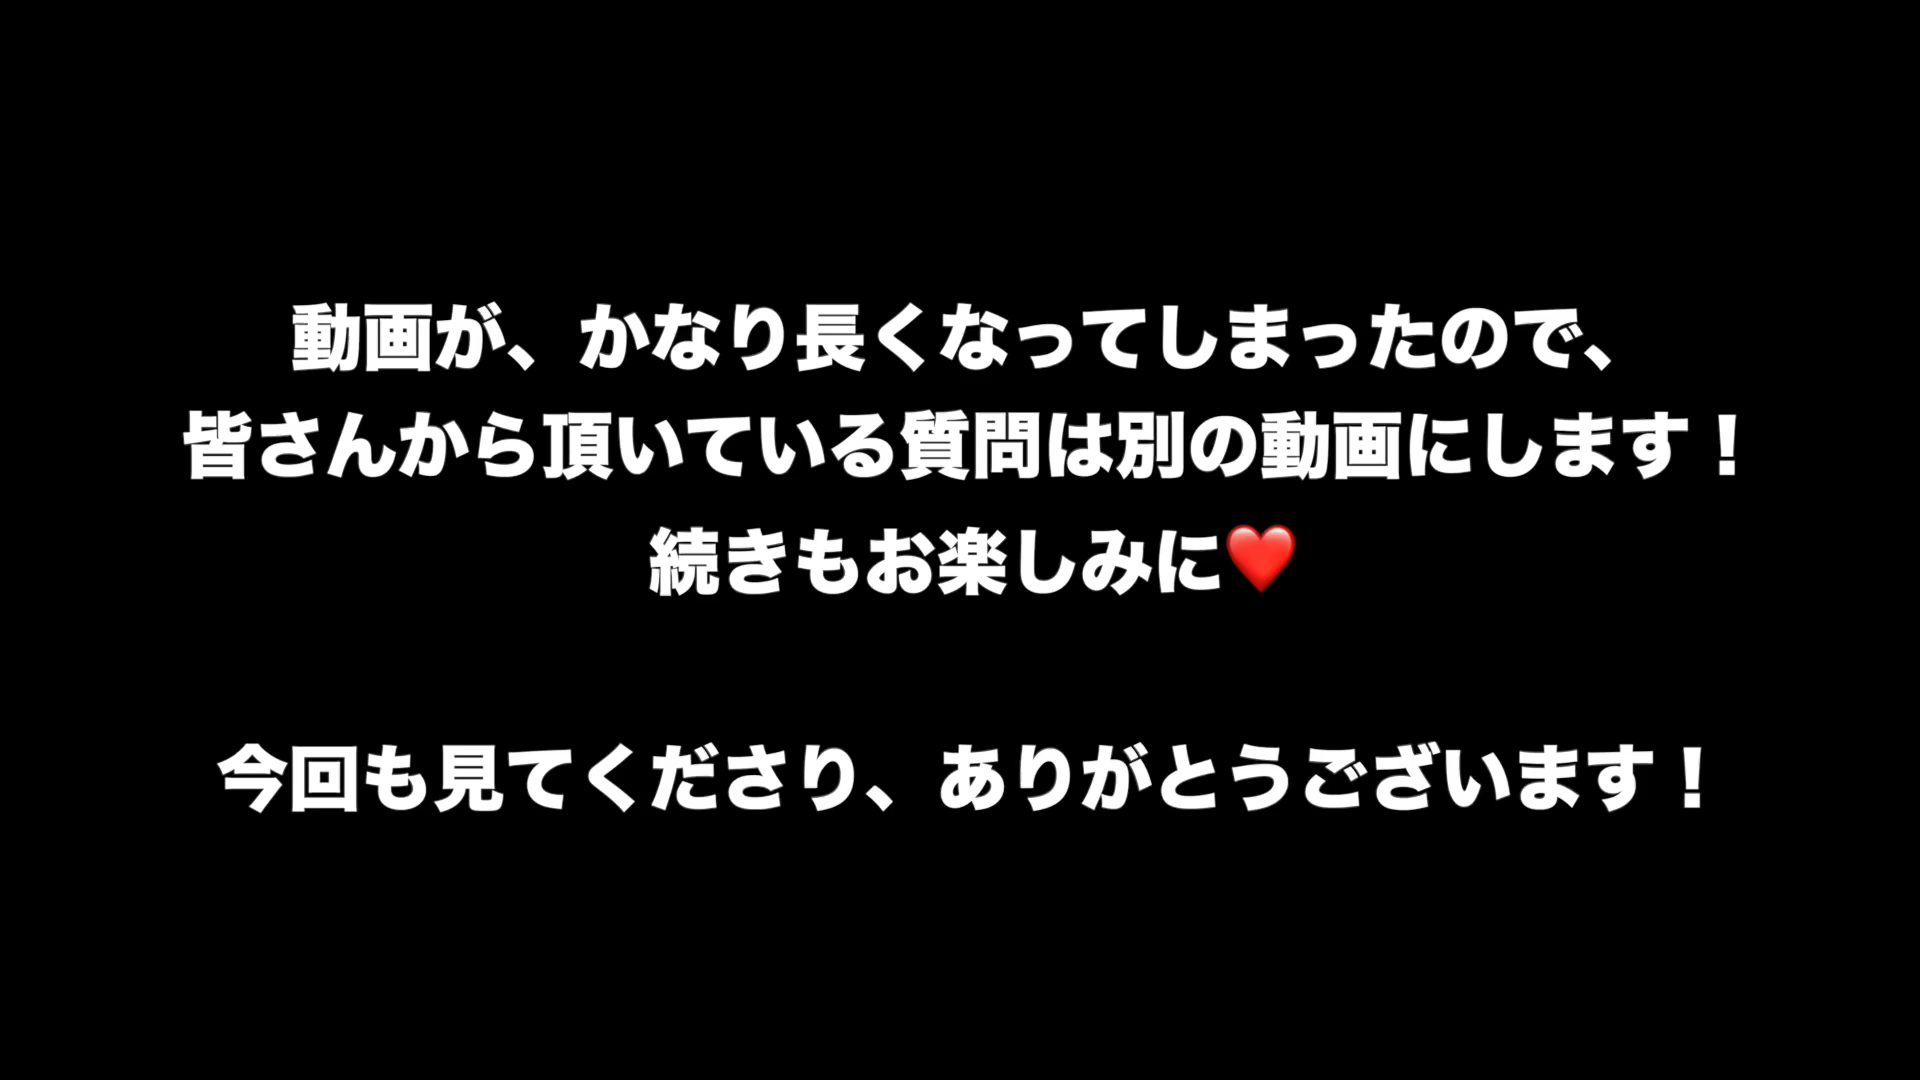 動画が、かなり長くなってしまったので、
皆さんから頂いている質問は別の動画にします！
続きもお楽しみに❤️
今回も見てくださり、ありがとうございます！